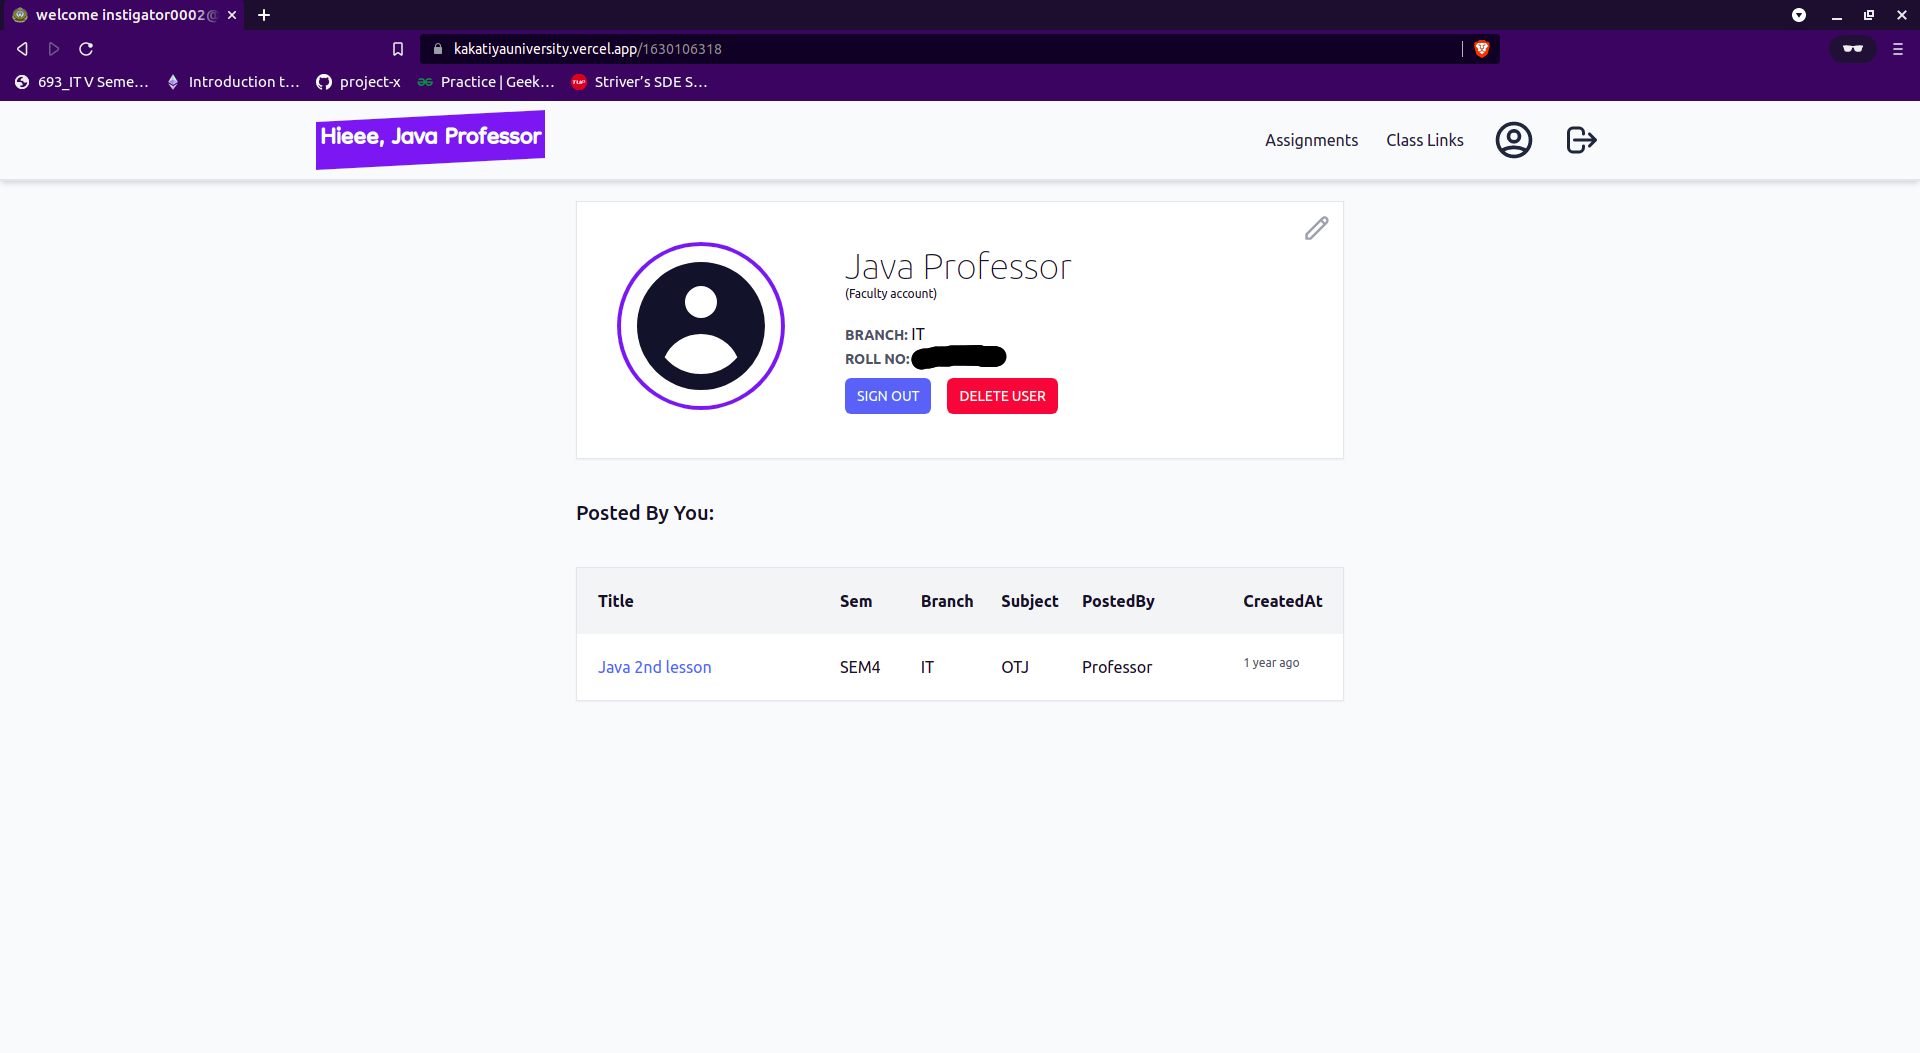 welcome instigator0002@
kakatiyauniversity.vercel.app/1630106318
693_IT V Seme... Introduction t... project-x Practice | Geek... Striver's SDE S...
Hieee, Java Professor
Assignments Class Links
Java Professor
(Faculty account)
BRANCH: IT
ROLL NO:
SIGN OUT DELETE USER
Posted By You:
Title Sem Branch Subject PostedBy CreatedAt
Java 2nd lesson SEM4 IT OTJ Professor 1 year ago